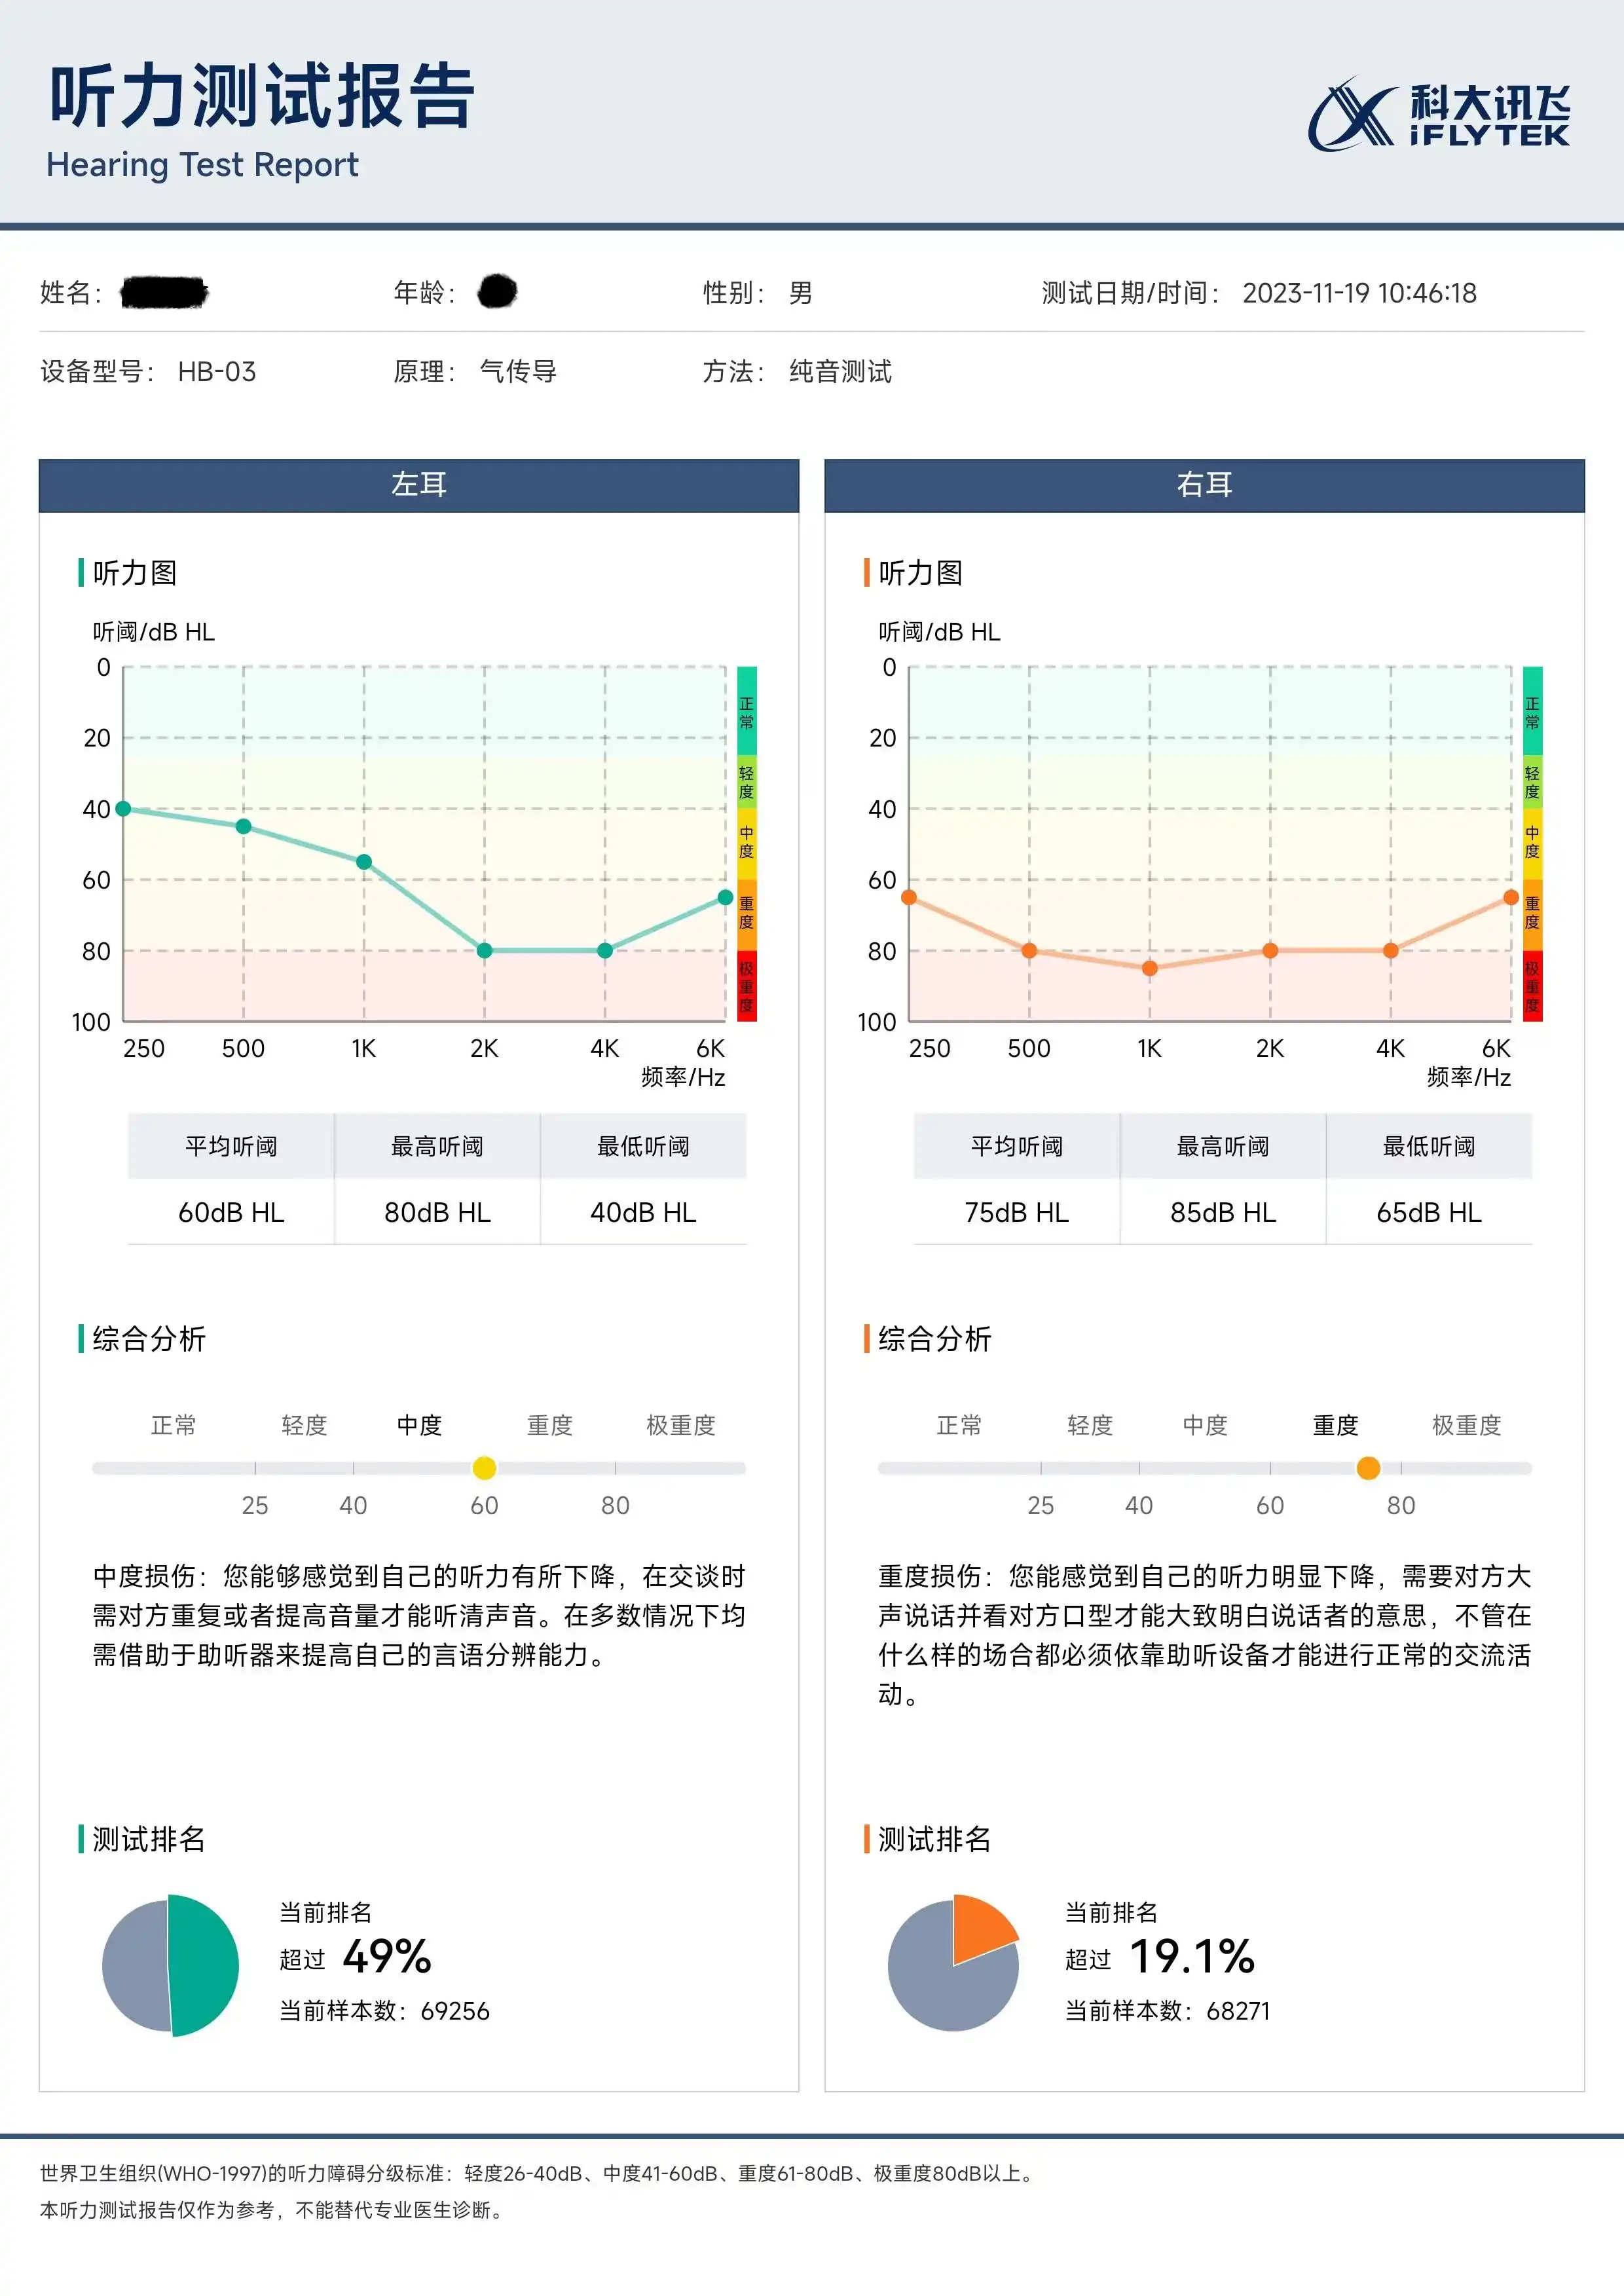 听力测试报告
Hearing Test Report
科大讯飞
iFLYTEK
姓名：
年龄：
性别： 男
测试日期/时间： 2023-11-19 10:46:18
设备型号： HB-03
原理： 气传导
方法： 纯音测试
左耳
听力图
听阈/dB HL
0
20
40
60
80
100
正常
轻度
中度
重度
极重度
250 500 1K 2K 4K 6K
频率/Hz
平均听阈 最高听阈 最低听阈
60dB HL 80dB HL 40dB HL
综合分析
正常 轻度 中度 重度 极重度
25 40 60 80
中度损伤：您能够感觉到自己的听力有所下降，在交谈时
需对方重复或者提高音量才能听清声音。在多数情况下均
需借助于助听器来提高自己的言语分辨能力。
测试排名
当前排名
超过 49%
当前样本数：69256
右耳
听力图
听阈/dB HL
0
20
40
60
80
100
正常
轻度
中度
重度
极重度
250 500 1K 2K 4K 6K
频率/Hz
平均听阈 最高听阈 最低听阈
75dB HL 85dB HL 65dB HL
综合分析
正常 轻度 中度 重度 极重度
25 40 60 80
重度损伤：您能感觉到自己的听力明显下降，需要对方大
声说话并看对方口型才能大致明白说话者的意思，不管在
什么样的场合都必须依靠助听设备才能进行正常的交流活
动。
测试排名
当前排名
超过 19.1%
当前样本数：68271
世界卫生组织(WHO-1997)的听力障碍分级标准：轻度26-40dB、中度41-60dB、重度61-80dB、极重度80dB以上。
本听力测试报告仅作为参考，不能替代专业医生诊断。